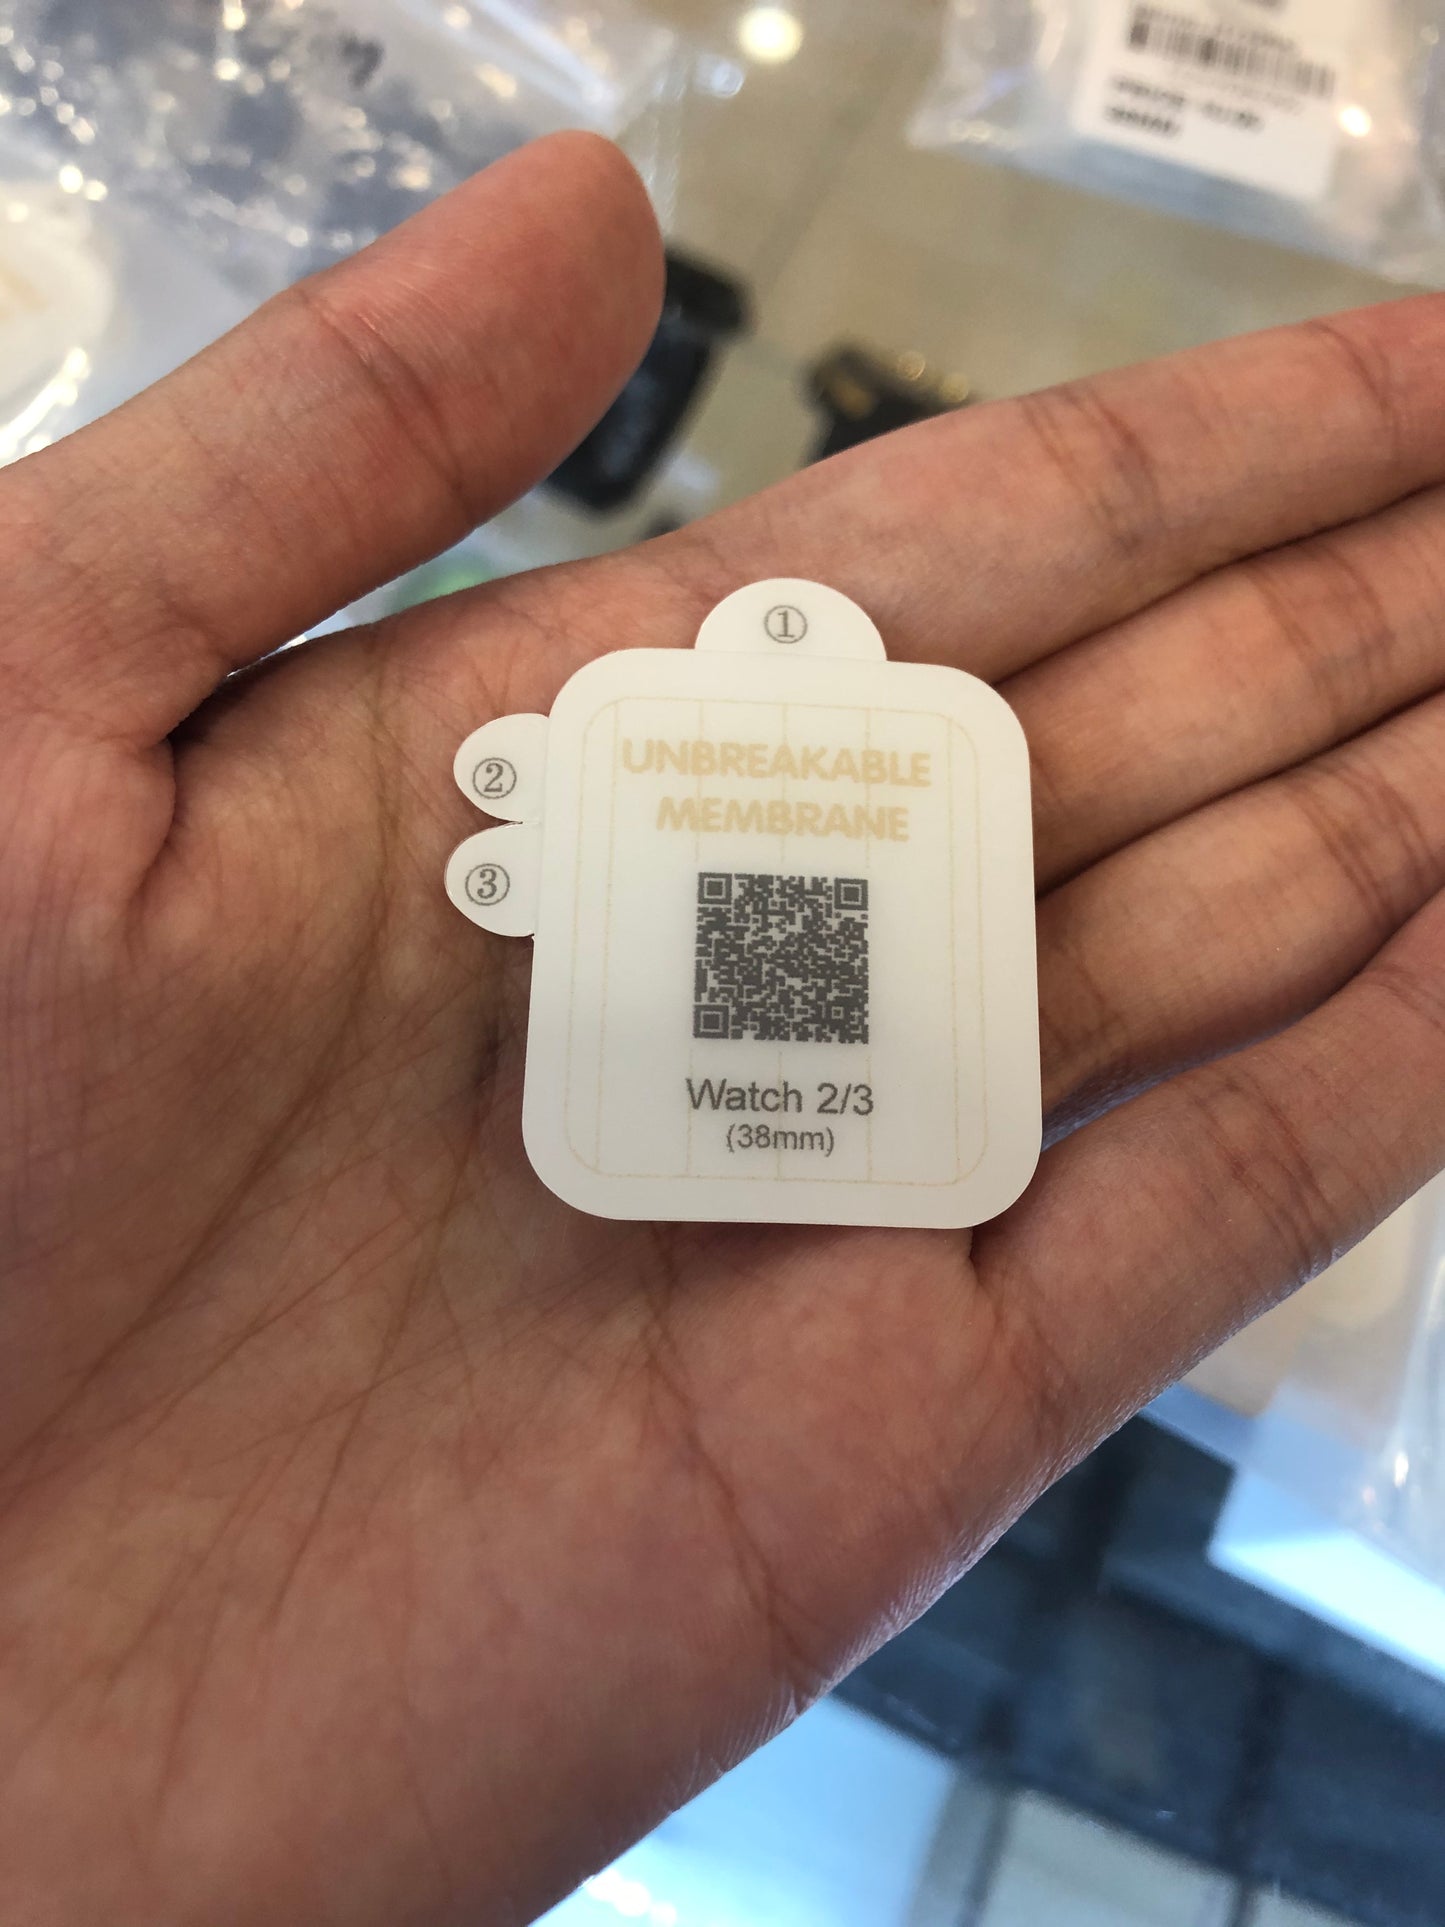 ①
UNBREAKABLE
②
MEMBRANE
③
Watch 2/3
(38mm)